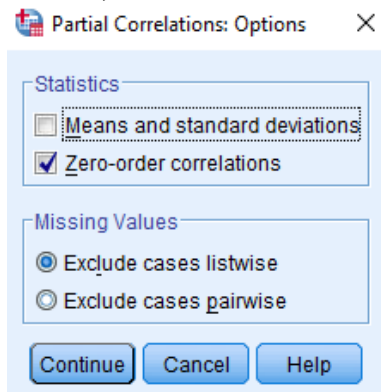 Partial Correlations: Options
Statistics
Means and standard deviations
Zero-order correlations
Missing Values
Exclude cases listwise
Exclude cases pairwise
Continue Cancel Help